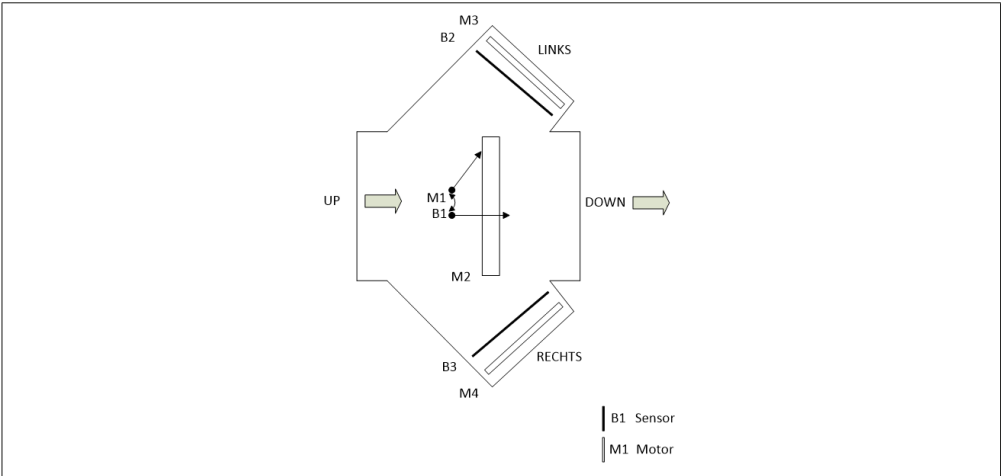 M3
B2
LINKS
M1
UP
DOWN
B1
M2
RECHTS
B3
M4
B1 Sensor
M1 Motor